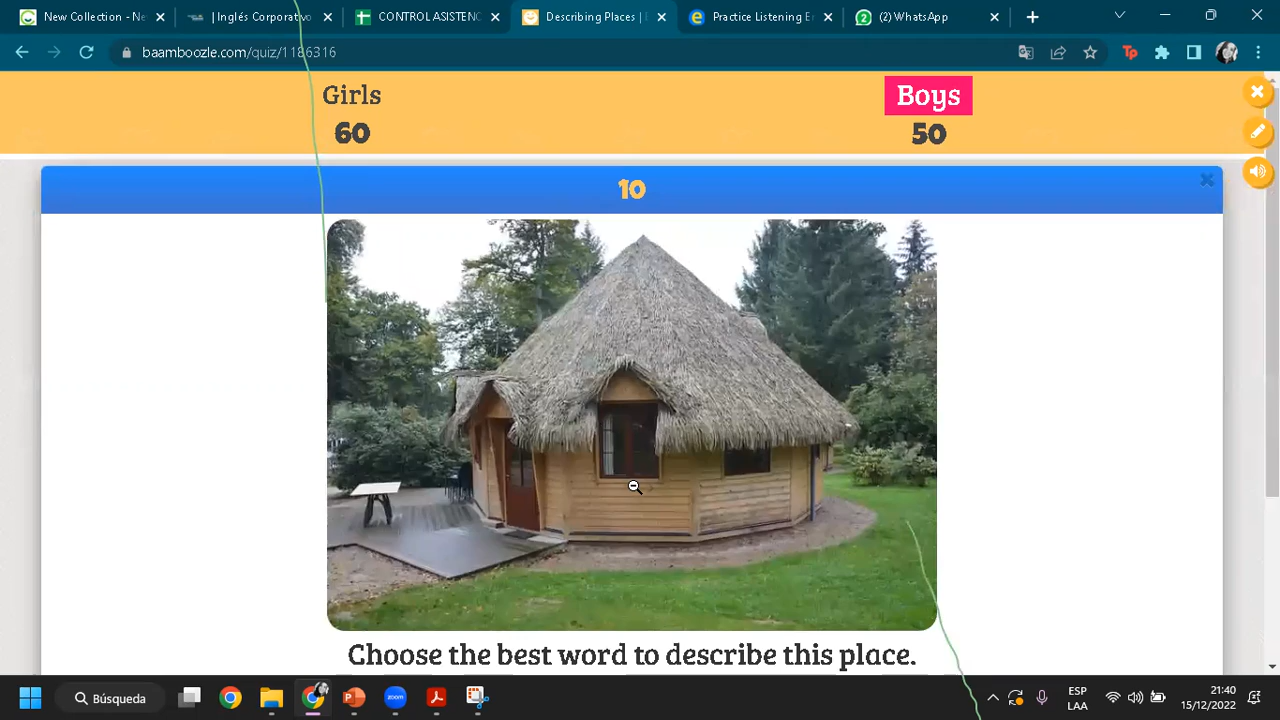 New Collection - Ne
| Inglés Corporativo
CONTROL ASISTENC
Describing Places | B
Practice Listening En
(2) WhatsApp
baamboozle.com/quiz/1186316
Girls
Boys
60
50
10
Choose the best word to describe this place.
Búsqueda
ESP
LAA
21:40
15/12/2022